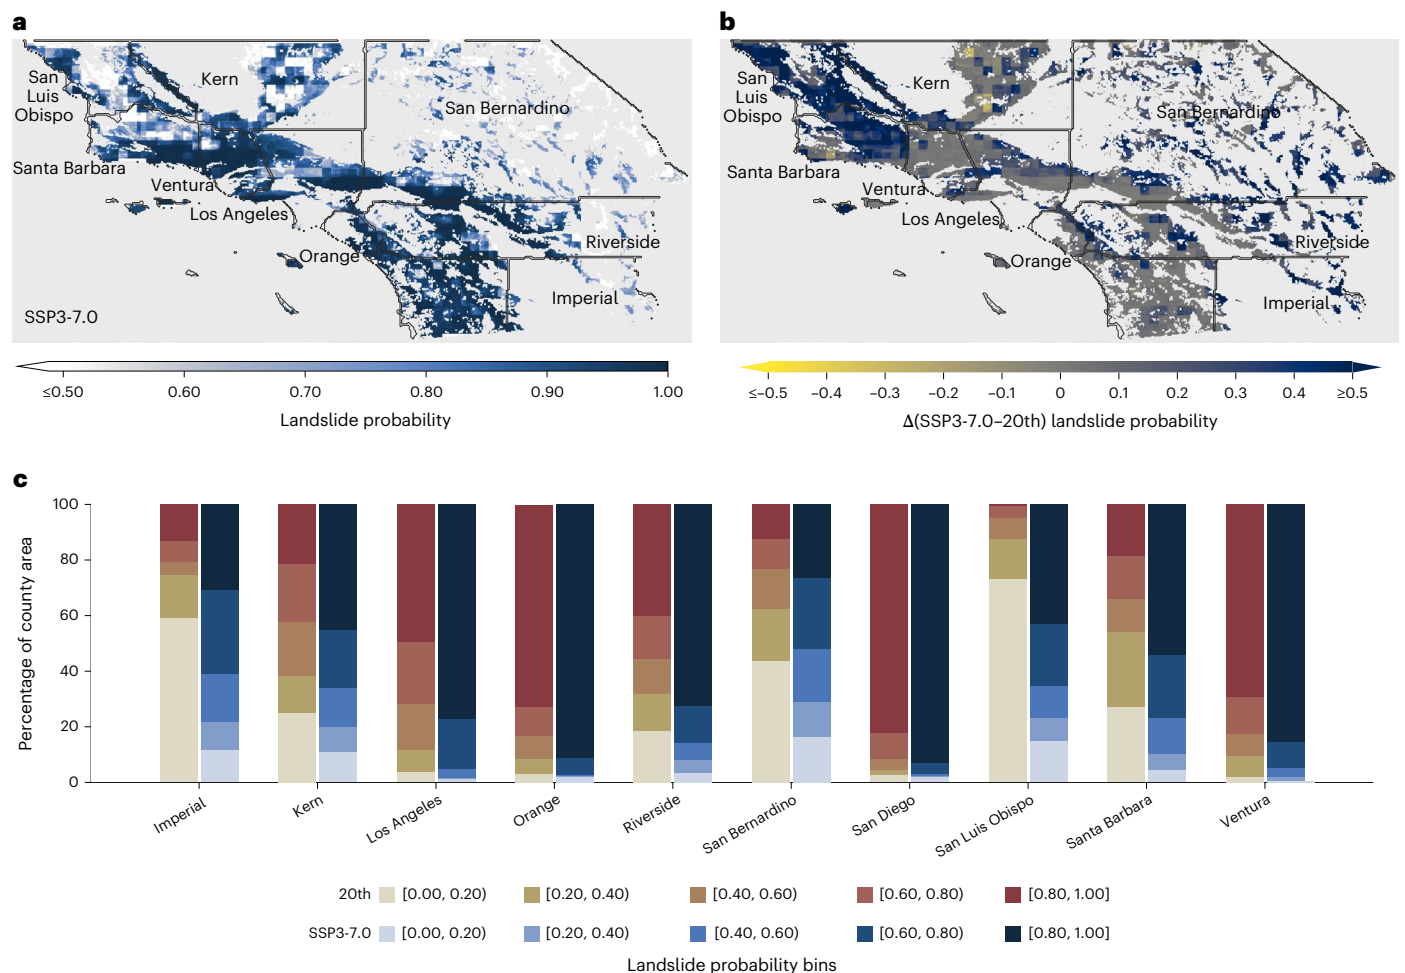 a
San
Luis
Obispo
Kern
San Bernardino
Santa Barbara
Ventura
Los Angeles
Orange
Riverside
Imperial
SSP3-7.0
≤0.50 0.60 0.70 0.80 0.90 1.00
Landslide probability
b
San
Luis
Obispo
Kern
San Bernardino
Santa Barbara
Ventura
Los Angeles
Orange
Riverside
Imperial
≤−0.5 −0.4 −0.3 −0.2 −0.1 0 0.1 0.2 0.3 0.4 ≥0.5
Δ(SSP3-7.0–20th) landslide probability
c
Percentage of county area
100
80
60
40
20
0
Imperial
Kern
Los Angeles
Orange
Riverside
San Bernardino
San Diego
San Luis Obispo
Santa Barbara
Ventura
20th [0.00, 0.20) [0.20, 0.40) [0.40, 0.60) [0.60, 0.80) [0.80, 1.00]
SSP3-7.0 [0.00, 0.20) [0.20, 0.40) [0.40, 0.60) [0.60, 0.80) [0.80, 1.00]
Landslide probability bins